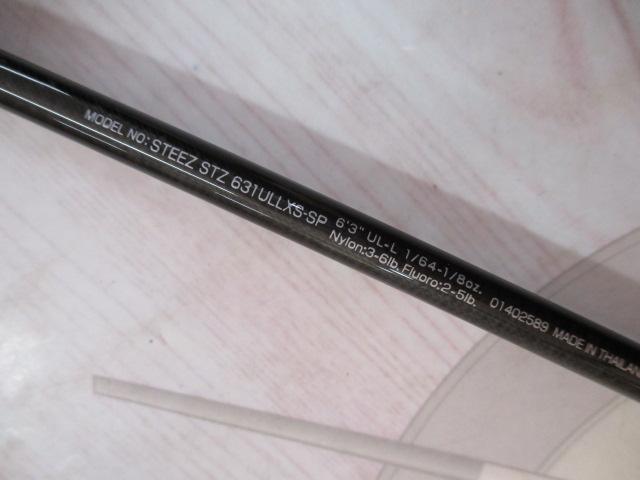 MODEL NO: STEEZ STZ 631ULLXS-SP 6'3" UL-L 1/64-1/8oz.
Nylon:3-6lb. Fluoro:2-5lb. 01402589 MADE IN THAILAN